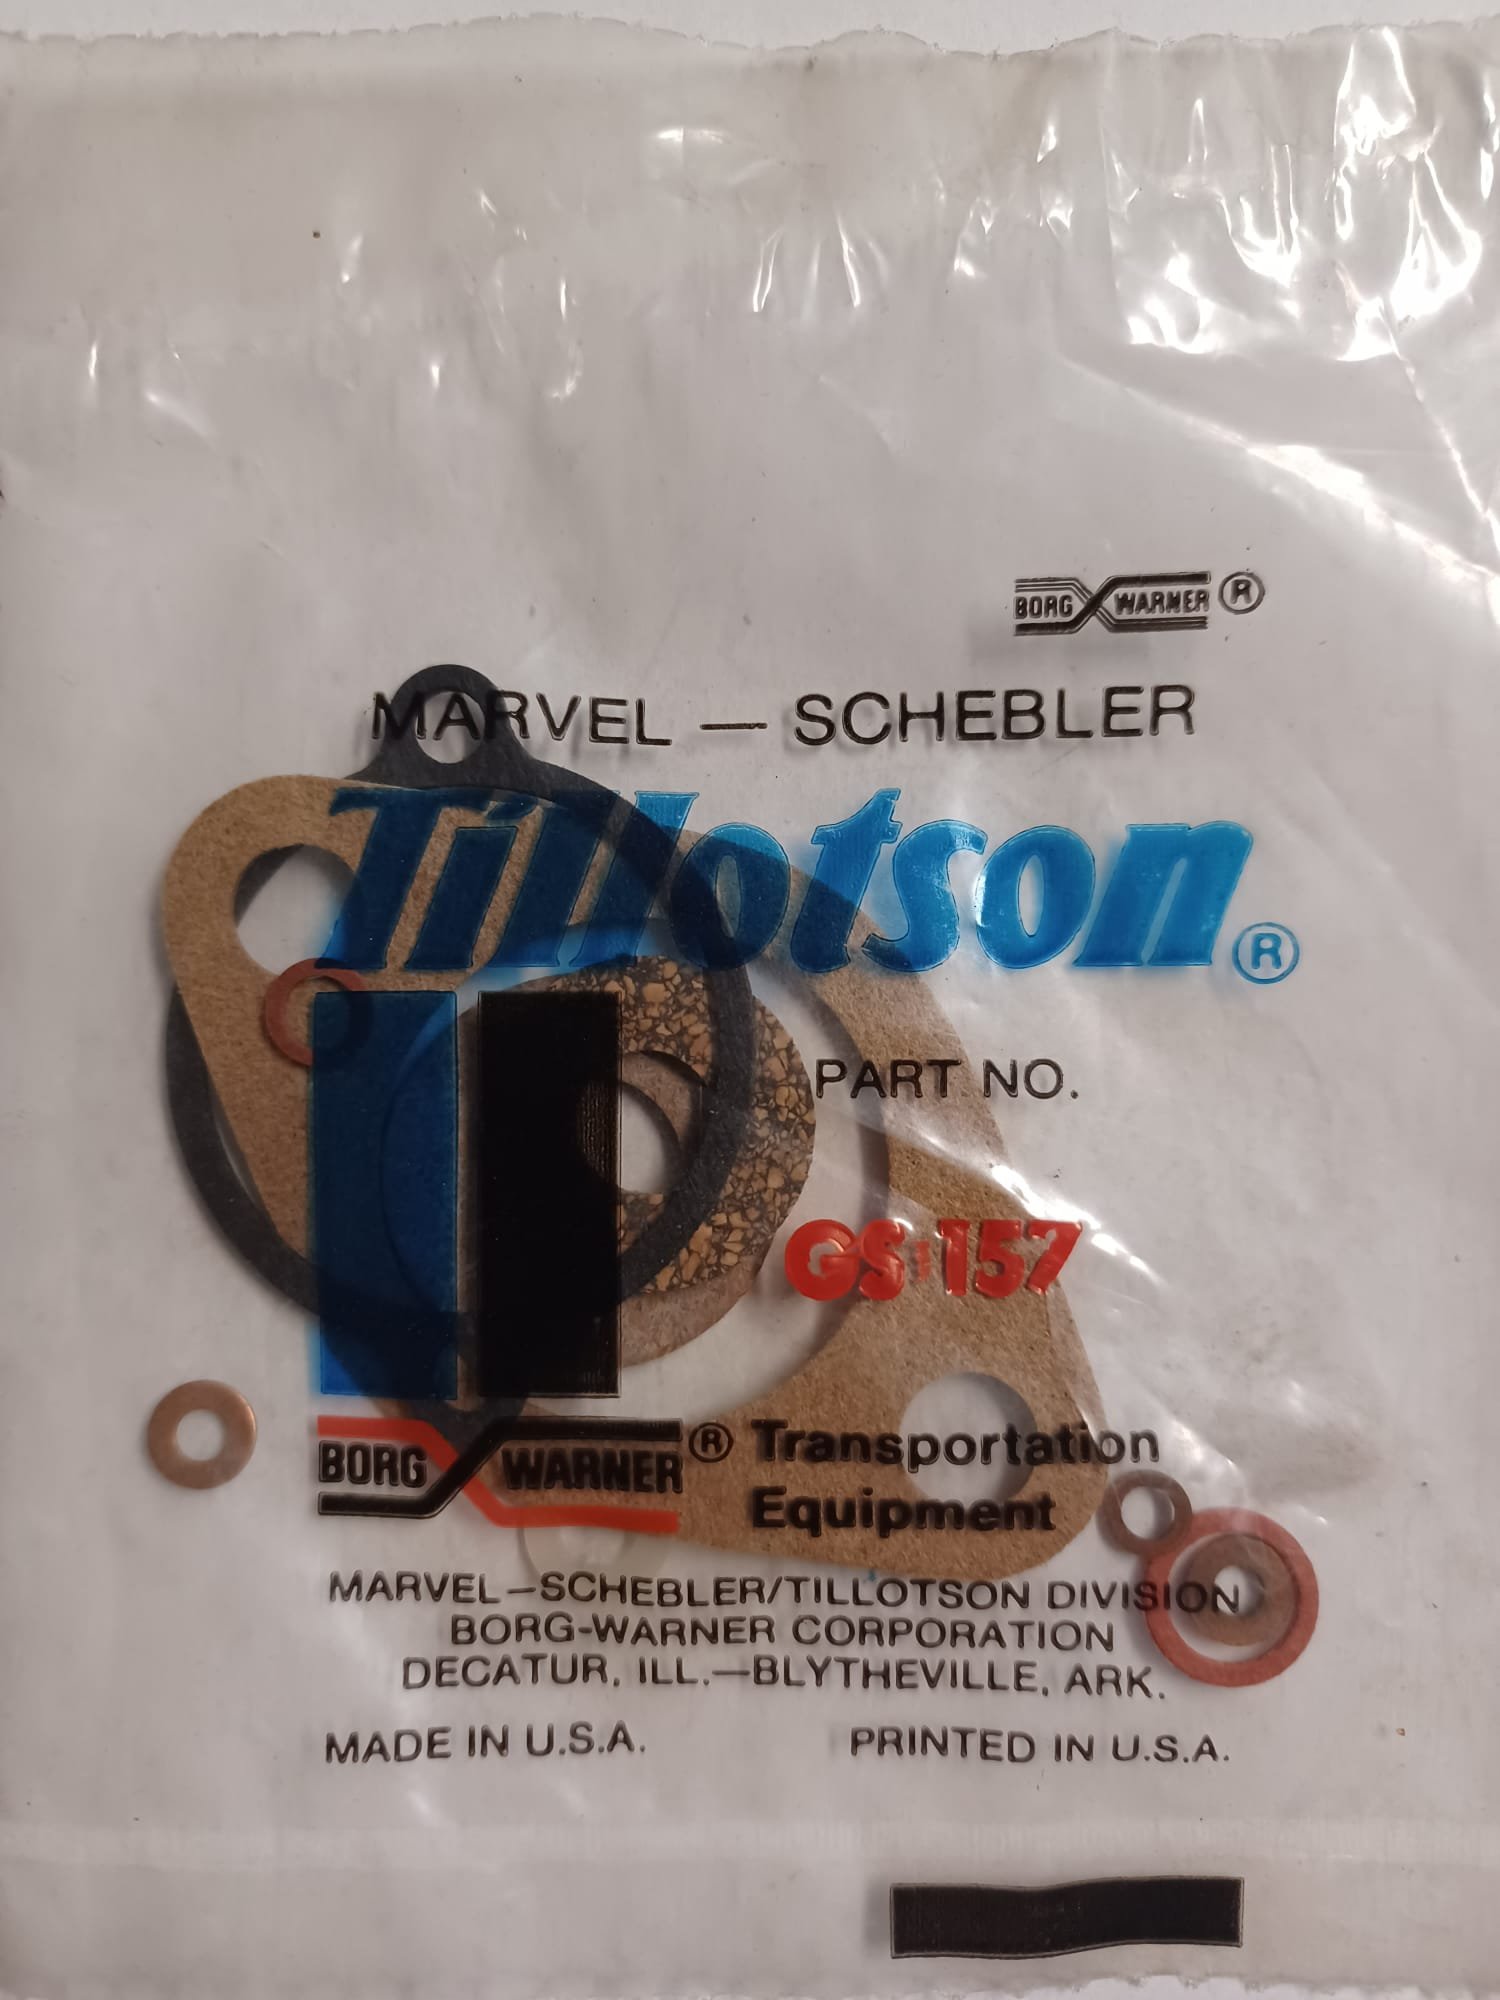 BORG WARNER ®
MARVEL — SCHEBLER
Tillotson ®
PART NO.
GS 157
BORG WARNER ® Transportation
Equipment
MARVEL–SCHEBLER/TILLOTSON DIVISION
BORG-WARNER CORPORATION
DECATUR, ILL.—BLYTHEVILLE, ARK.
MADE IN U.S.A. PRINTED IN U.S.A.